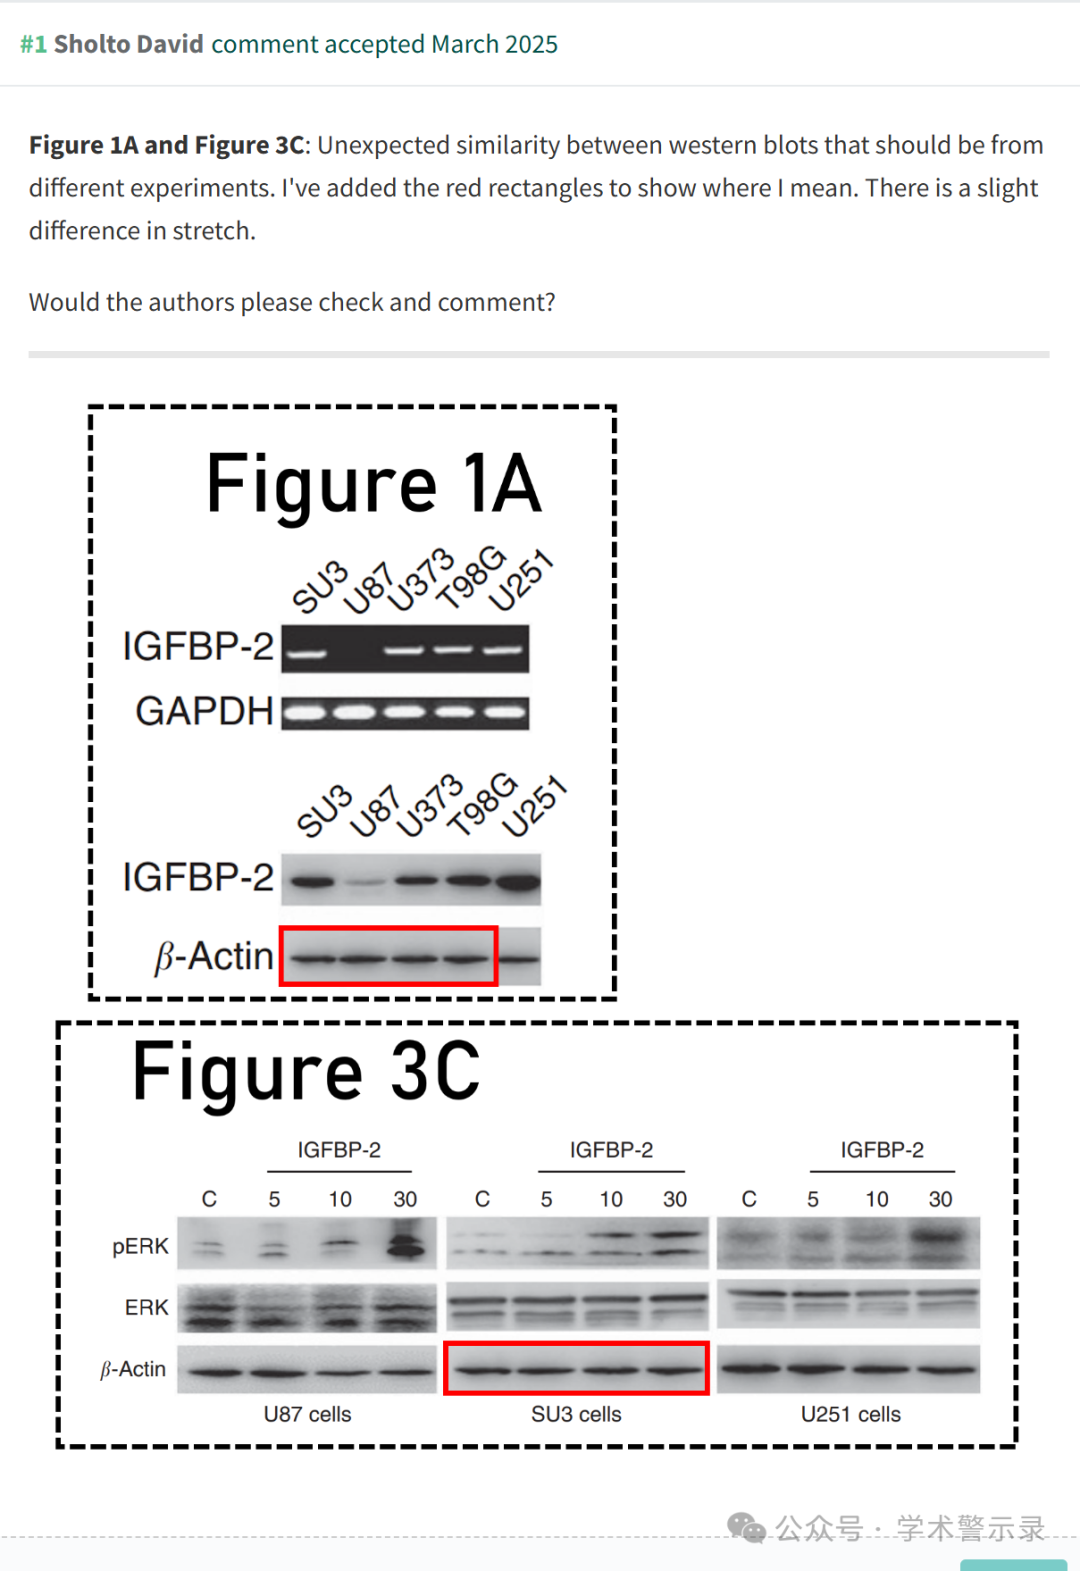 #1 Sholto David comment accepted March 2025
Figure 1A and Figure 3C: Unexpected similarity between western blots that should be from
different experiments. I've added the red rectangles to show where I mean. There is a slight
difference in stretch.
Would the authors please check and comment?
Figure 1A
SU3 U87 U373 T98G U251
IGFBP-2
GAPDH
SU3 U87 U373 T98G U251
IGFBP-2
β-Actin
Figure 3C
IGFBP-2 IGFBP-2 IGFBP-2
C 5 10 30 C 5 10 30 C 5 10 30
pERK
ERK
β-Actin
U87 cells SU3 cells U251 cells
公众号 · 学术警示录